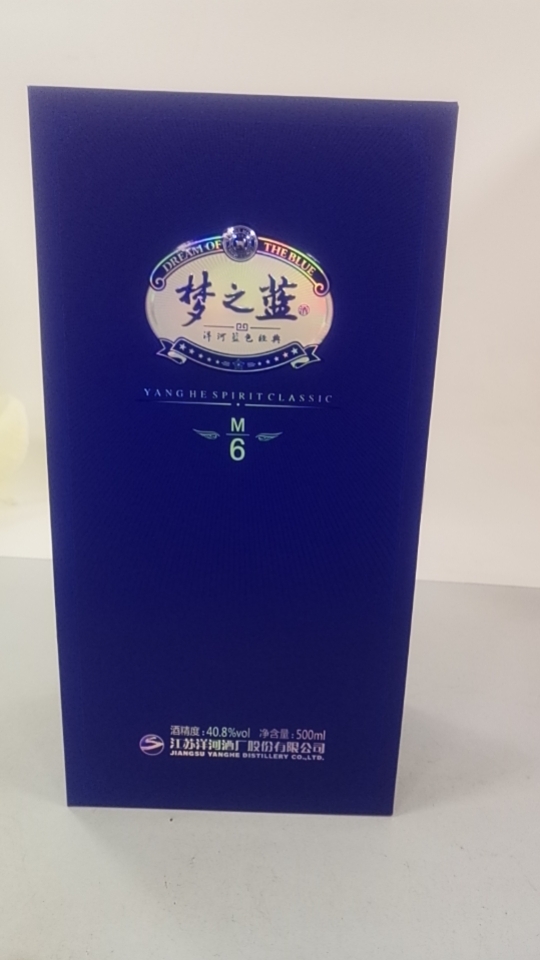 DREAM OF THE BLUE
梦之蓝
酒
洋河蓝色经典
YANGHE SPIRIT CLASSIC
M
6
酒精度:40.8%vol 净含量:500ml
江苏洋河酒厂股份有限公司
JIANGSU YANGHE DISTILLERY CO.,LTD.